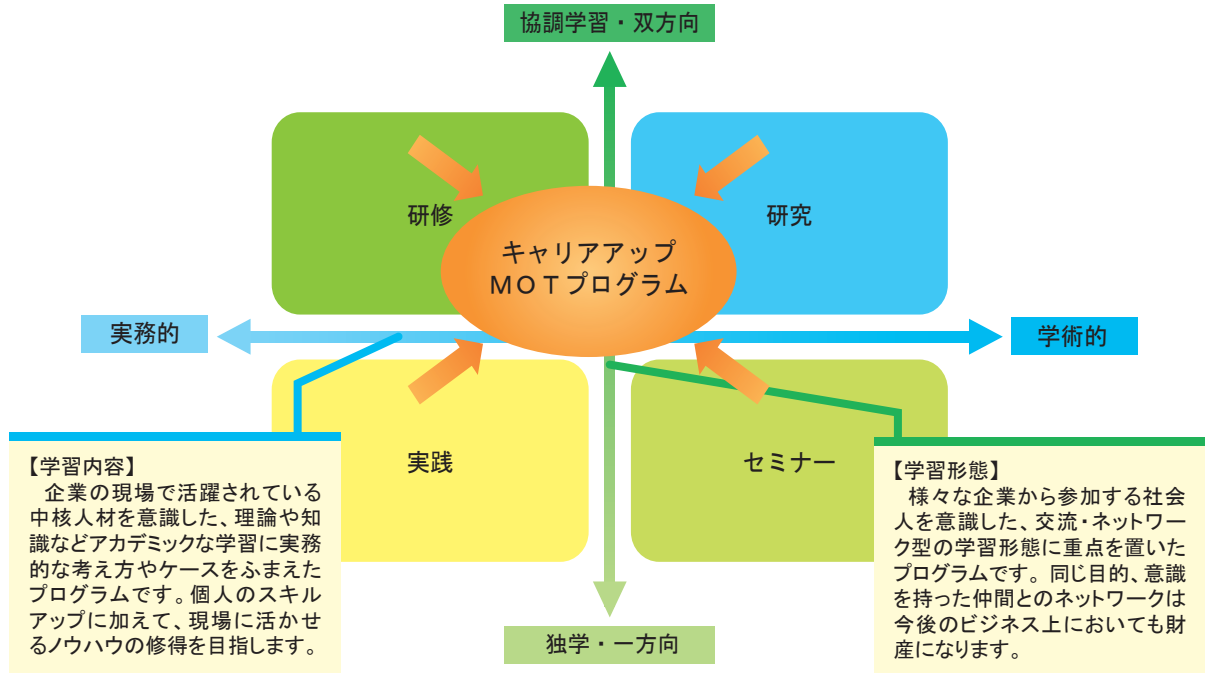 協調学習・双方向
研修
研究
キャリアアップ
MOTプログラム
実務的
学術的
実践
セミナー
【学習内容】
企業の現場で活躍されている
中核人材を意識した、理論や知
識などアカデミックな学習に実務
的な考え方やケースをふまえた
プログラムです。個人のスキル
アップに加えて、現場に活かせ
るノウハウの修得を目指します。
【学習形態】
様々な企業から参加する社会
人を意識した、交流・ネットワー
ク型の学習形態に重点を置いた
プログラムです。同じ目的、意識
を持った仲間とのネットワークは
今後のビジネス上においても財
産になります。
独学・一方向